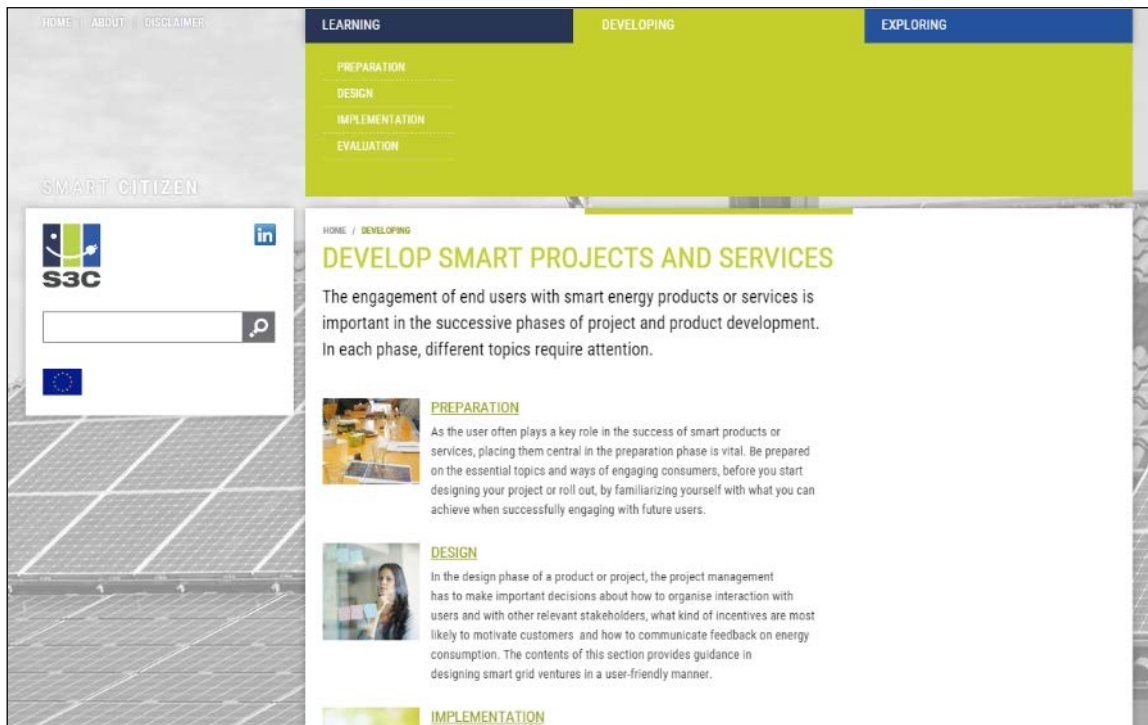 HOME | ABOUT | DISCLAIMER
LEARNING
DEVELOPING
EXPLORING
PREPARATION
DESIGN
IMPLEMENTATION
EVALUATION
SMART CITIZEN
S3C
in
HOME / DEVELOPING
DEVELOP SMART PROJECTS AND SERVICES
The engagement of end users with smart energy products or services is
important in the successive phases of project and product development.
In each phase, different topics require attention.
PREPARATION
As the user often plays a key role in the success of smart products or
services, placing them central in the preparation phase is vital. Be prepared
on the essential topics and ways of engaging consumers, before you start
designing your project or roll out, by familiarizing yourself with what you can
achieve when successfully engaging with future users.
DESIGN
In the design phase of a product or project, the project management
has to make important decisions about how to organise interaction with
users and with other relevant stakeholders, what kind of incentives are most
likely to motivate customers and how to communicate feedback on energy
consumption. The contents of this section provides guidance in
designing smart grid ventures in a user-friendly manner.
IMPLEMENTATION